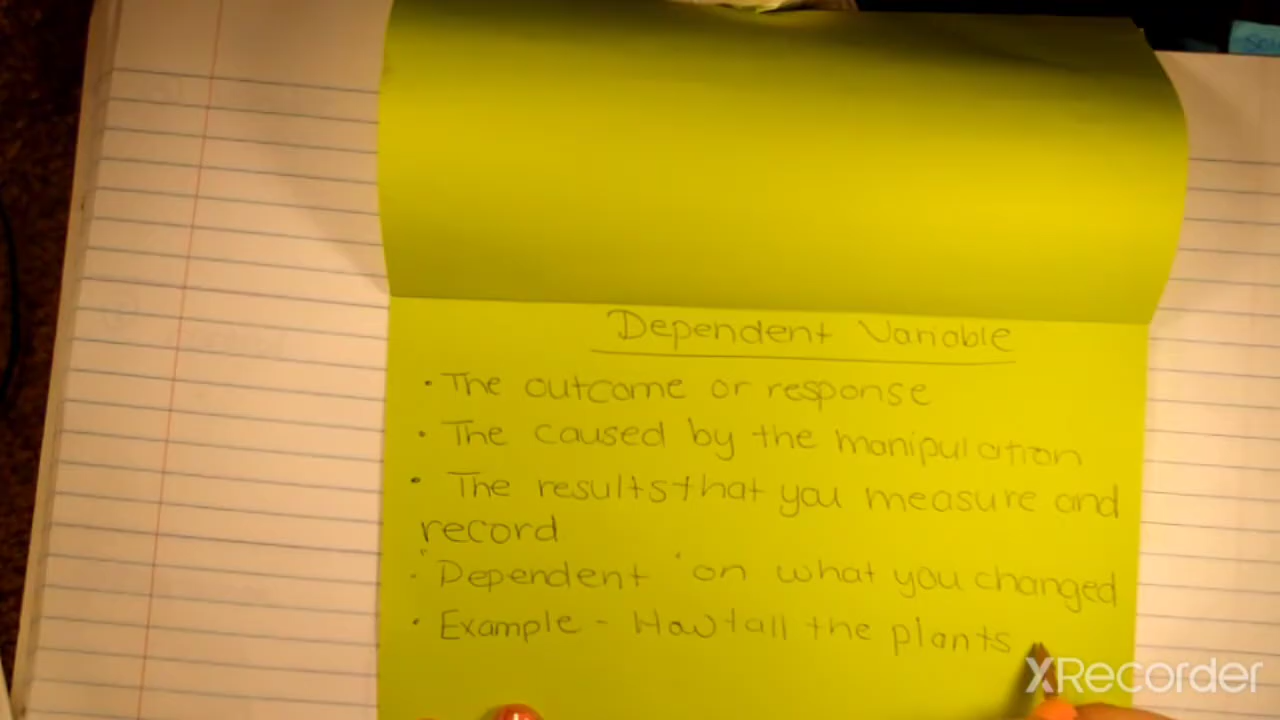 Dependent Variable
• The outcome or response
• The caused by the manipulation
• The results that you measure and
record
• "Dependent" on what you changed
• Example - How tall the plants
XRecorder